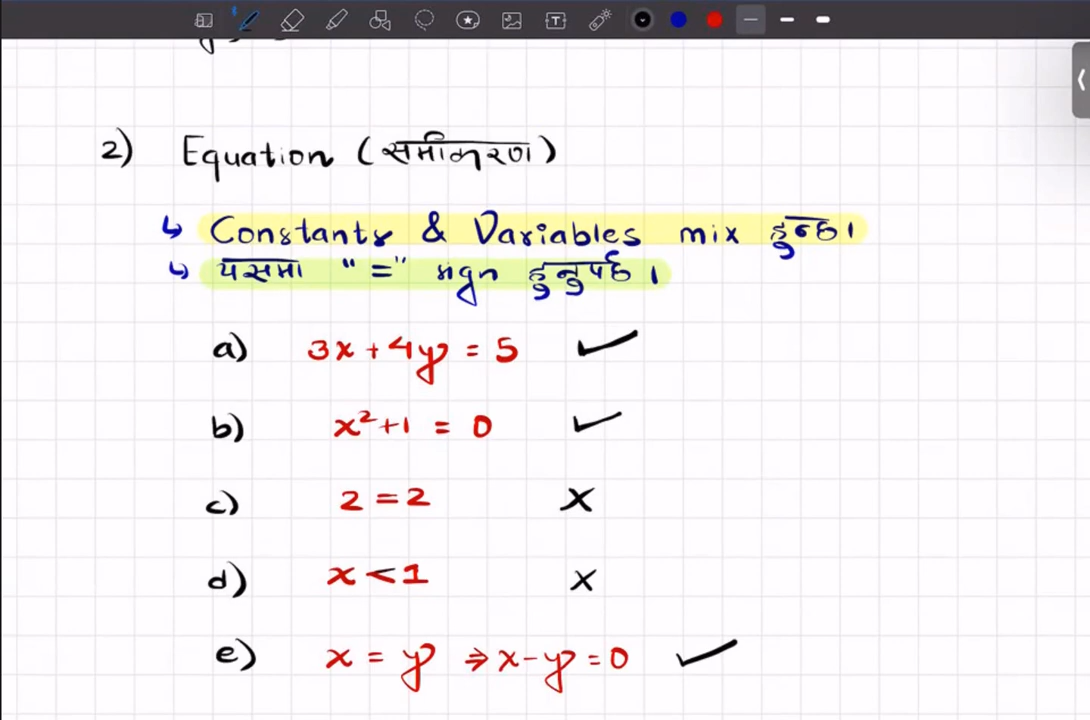 2) Equation (समीकरण)
↳ Constants & Variables mix हुन्छ।
↳ यसमा "=" sign हुनुपर्छ।
a) 3x + 4y = 5 ✓
b) x²+1 = 0 ✓
c) 2 = 2 X
d) x < 1 X
e) x = y ⇒ x - y = 0 ✓